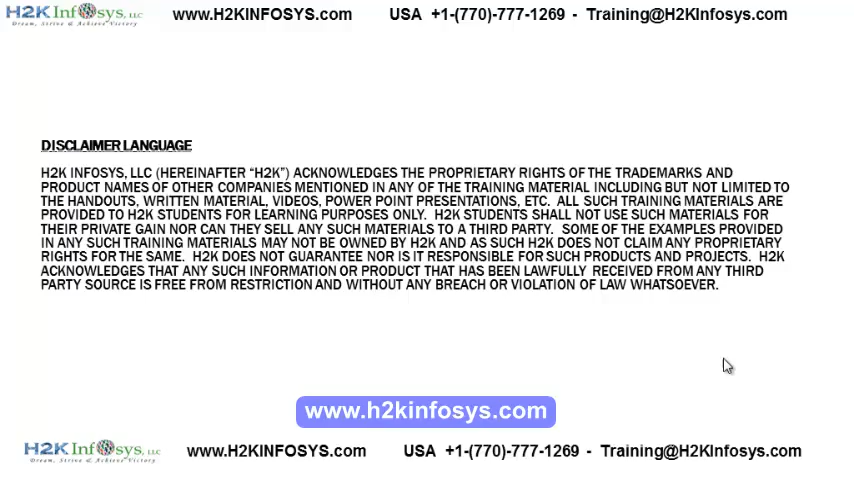 H2K Infosys, LLC www.H2KINFOSYS.com USA +1-(770)-777-1269 - Training@H2KInfosys.com
Dream, Strive & Achieve Victory
DISCLAIMER LANGUAGE
H2K INFOSYS, LLC (HEREINAFTER “H2K”) ACKNOWLEDGES THE PROPRIETARY RIGHTS OF THE TRADEMARKS AND
PRODUCT NAMES OF OTHER COMPANIES MENTIONED IN ANY OF THE TRAINING MATERIAL INCLUDING BUT NOT LIMITED TO
THE HANDOUTS, WRITTEN MATERIAL, VIDEOS, POWER POINT PRESENTATIONS, ETC. ALL SUCH TRAINING MATERIALS ARE
PROVIDED TO H2K STUDENTS FOR LEARNING PURPOSES ONLY. H2K STUDENTS SHALL NOT USE SUCH MATERIALS FOR
THEIR PRIVATE GAIN NOR CAN THEY SELL ANY SUCH MATERIALS TO A THIRD PARTY. SOME OF THE EXAMPLES PROVIDED
IN ANY SUCH TRAINING MATERIALS MAY NOT BE OWNED BY H2K AND AS SUCH H2K DOES NOT CLAIM ANY PROPRIETARY
RIGHTS FOR THE SAME. H2K DOES NOT GUARANTEE NOR IS IT RESPONSIBLE FOR SUCH PRODUCTS AND PROJECTS. H2K
ACKNOWLEDGES THAT ANY SUCH INFORMATION OR PRODUCT THAT HAS BEEN LAWFULLY RECEIVED FROM ANY THIRD
PARTY SOURCE IS FREE FROM RESTRICTION AND WITHOUT ANY BREACH OR VIOLATION OF LAW WHATSOEVER.
www.h2kinfosys.com
H2K Infosys, LLC www.H2KINFOSYS.com USA +1-(770)-777-1269 - Training@H2KInfosys.com
Dream, Strive & Achieve Victory